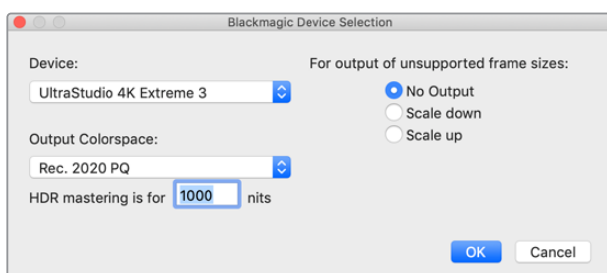 Blackmagic Device Selection
Device:
UltraStudio 4K Extreme 3
Output Colorspace:
Rec. 2020 PQ
HDR mastering is for 1000 nits
For output of unsupported frame sizes:
No Output
Scale down
Scale up
OK Cancel